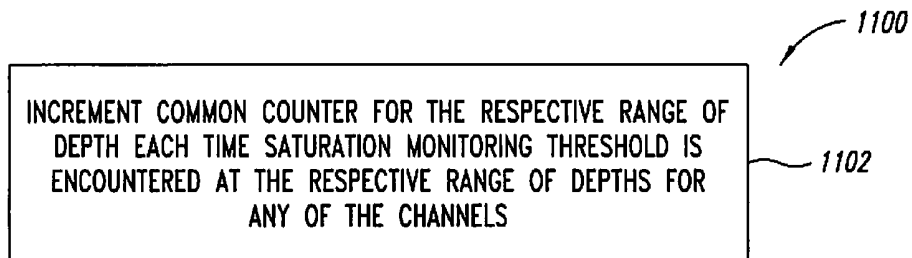 1100
INCREMENT COMMON COUNTER FOR THE RESPECTIVE RANGE OF
DEPTH EACH TIME SATURATION MONITORING THRESHOLD IS
ENCOUNTERED AT THE RESPECTIVE RANGE OF DEPTHS FOR
ANY OF THE CHANNELS
1102